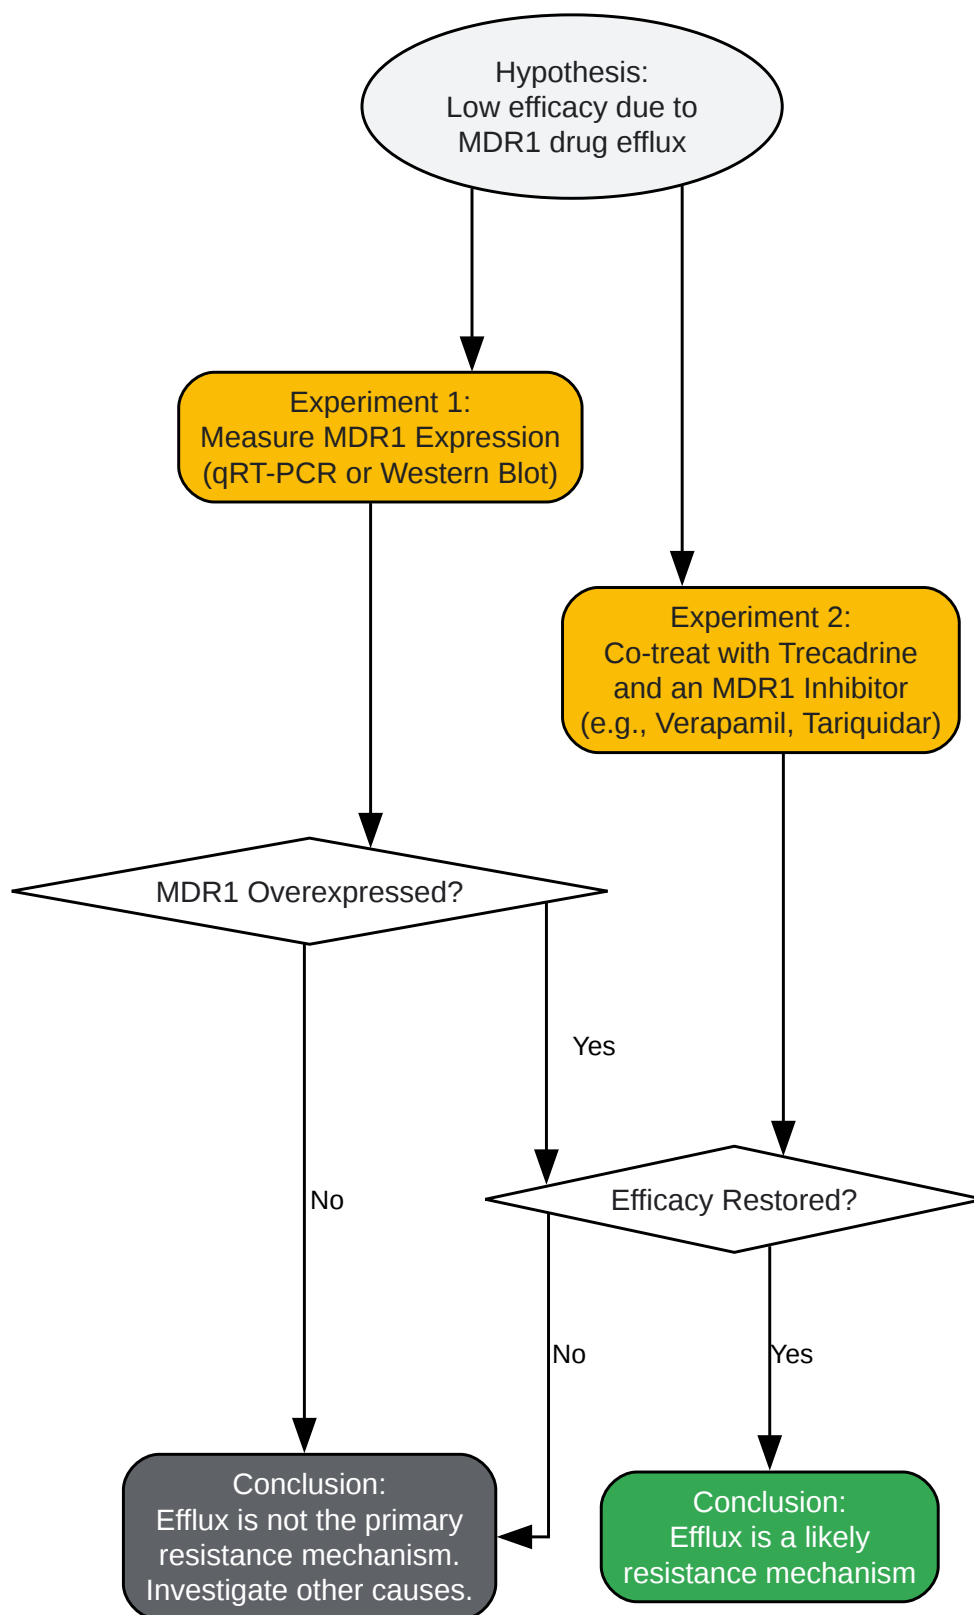 Hypothesis:
Low efficacy due to
MDR1 drug efflux
Experiment 1:
Measure MDR1 Expression
(qRT-PCR or Western Blot)
Experiment 2:
Co-treat with Trecadrine
and an MDR1 Inhibitor
(e.g., Verapamil, Tariquidar)
MDR1 Overexpressed?
Yes
No
Efficacy Restored?
No
Yes
Conclusion:
Efflux is not the primary
resistance mechanism.
Investigate other causes.
Conclusion:
Efflux is a likely
resistance mechanism